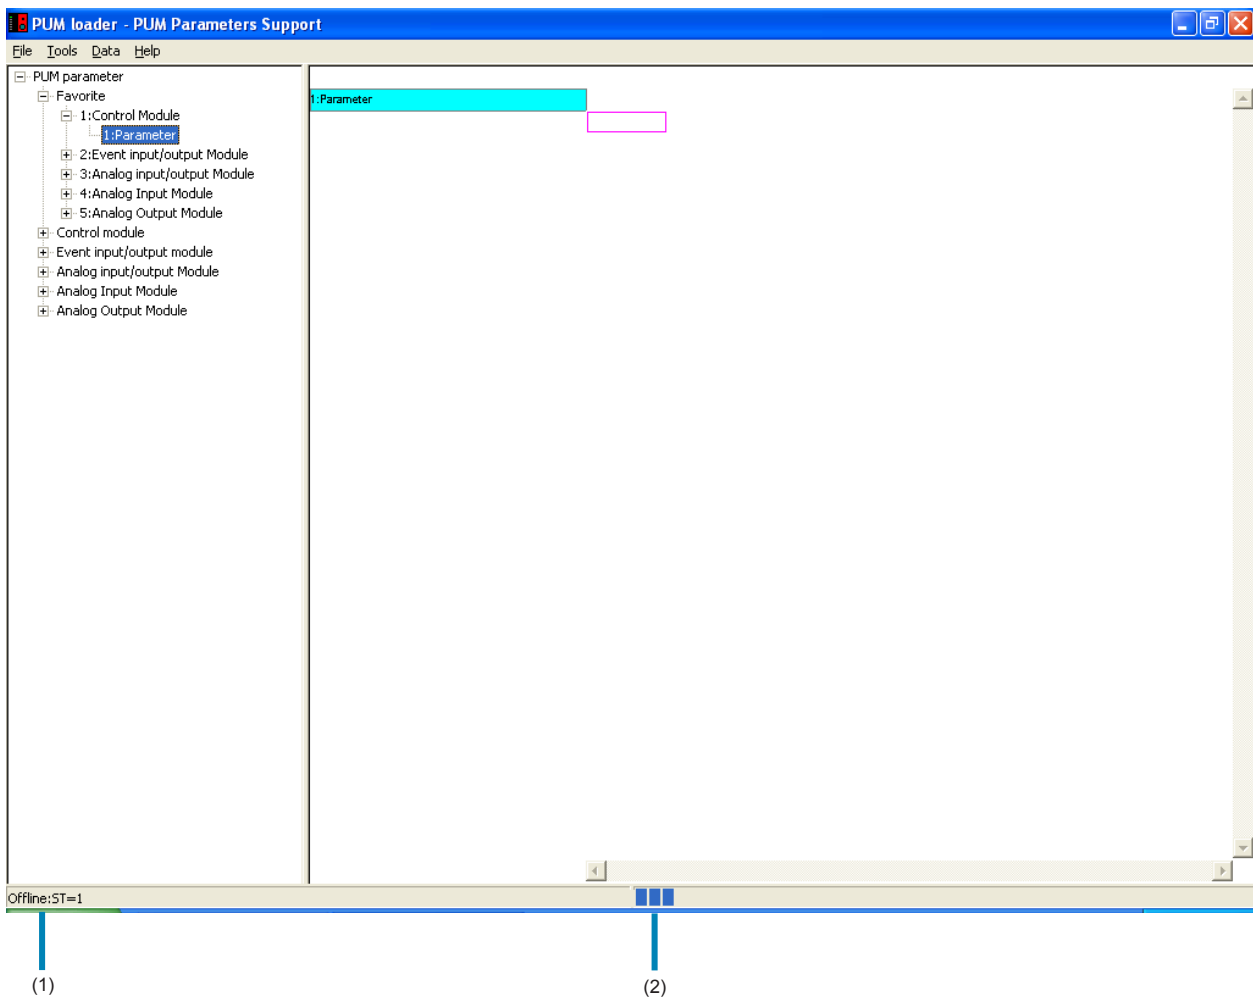 PUM loader - PUM Parameters Support
File Tools Data Help
PUM parameter
Favorite
1:Control Module
1:Parameter
2:Event input/output Module
3:Analog input/output Module
4:Analog Input Module
5:Analog Output Module
Control module
Event input/output module
Analog input/output Module
Analog Input Module
Analog Output Module
1:Parameter
Offline:ST=1
(1)
(2)